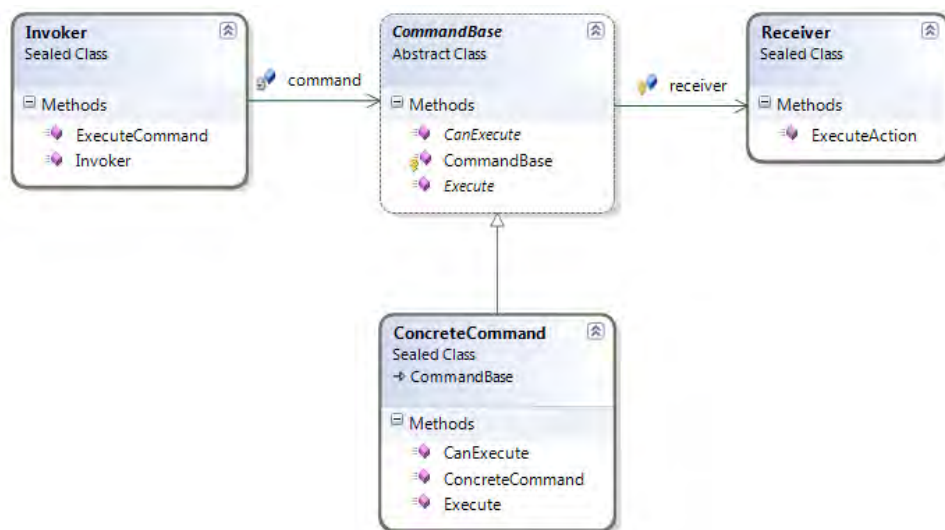 Invoker
Sealed Class
Methods
ExecuteCommand
Invoker
command
CommandBase
Abstract Class
Methods
CanExecute
CommandBase
Execute
receiver
Receiver
Sealed Class
Methods
ExecuteAction
ConcreteCommand
Sealed Class
CommandBase
Methods
CanExecute
ConcreteCommand
Execute